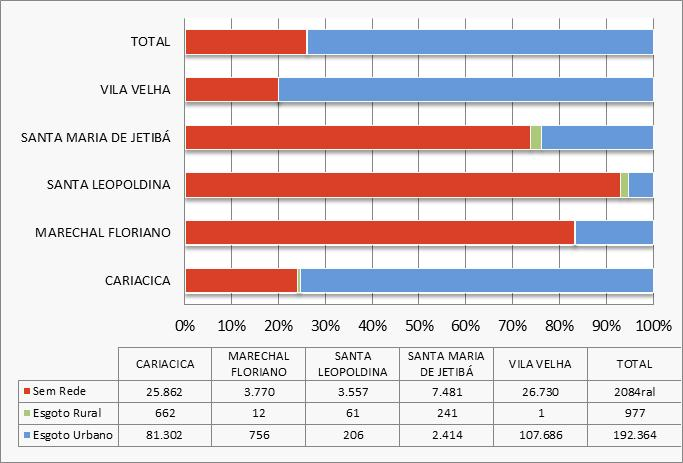 TOTAL
VILA VELHA
SANTA MARIA DE JETIBÁ
SANTA LEOPOLDINA
MARECHAL FLORIANO
CARIACICA
0% 10% 20% 30% 40% 50% 60% 70% 80% 90% 100%
CARIACICA MARECHAL FLORIANO SANTA LEOPOLDINA SANTA MARIA DE JETIBÁ VILA VELHA TOTAL
Sem Rede 25.862 3.770 3.557 7.481 26.730 2084ral
Esgoto Rural 662 12 61 241 1 977
Esgoto Urbano 81.302 756 206 2.414 107.686 192.364